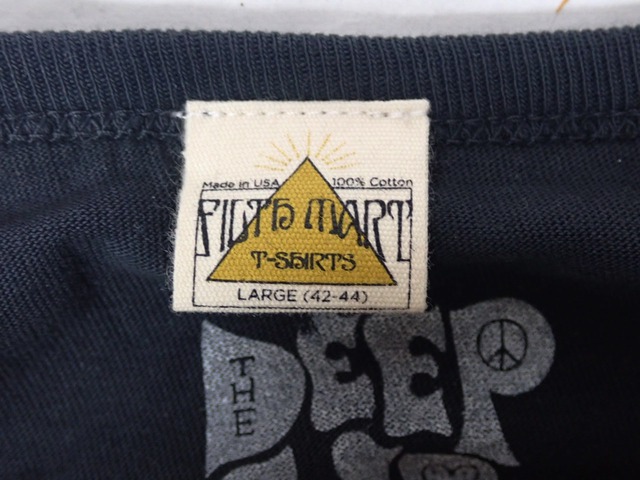 Made in USA 100% Cotton
FILTH MART
T-SHIRTS
LARGE (42-44)
THE
DEEP